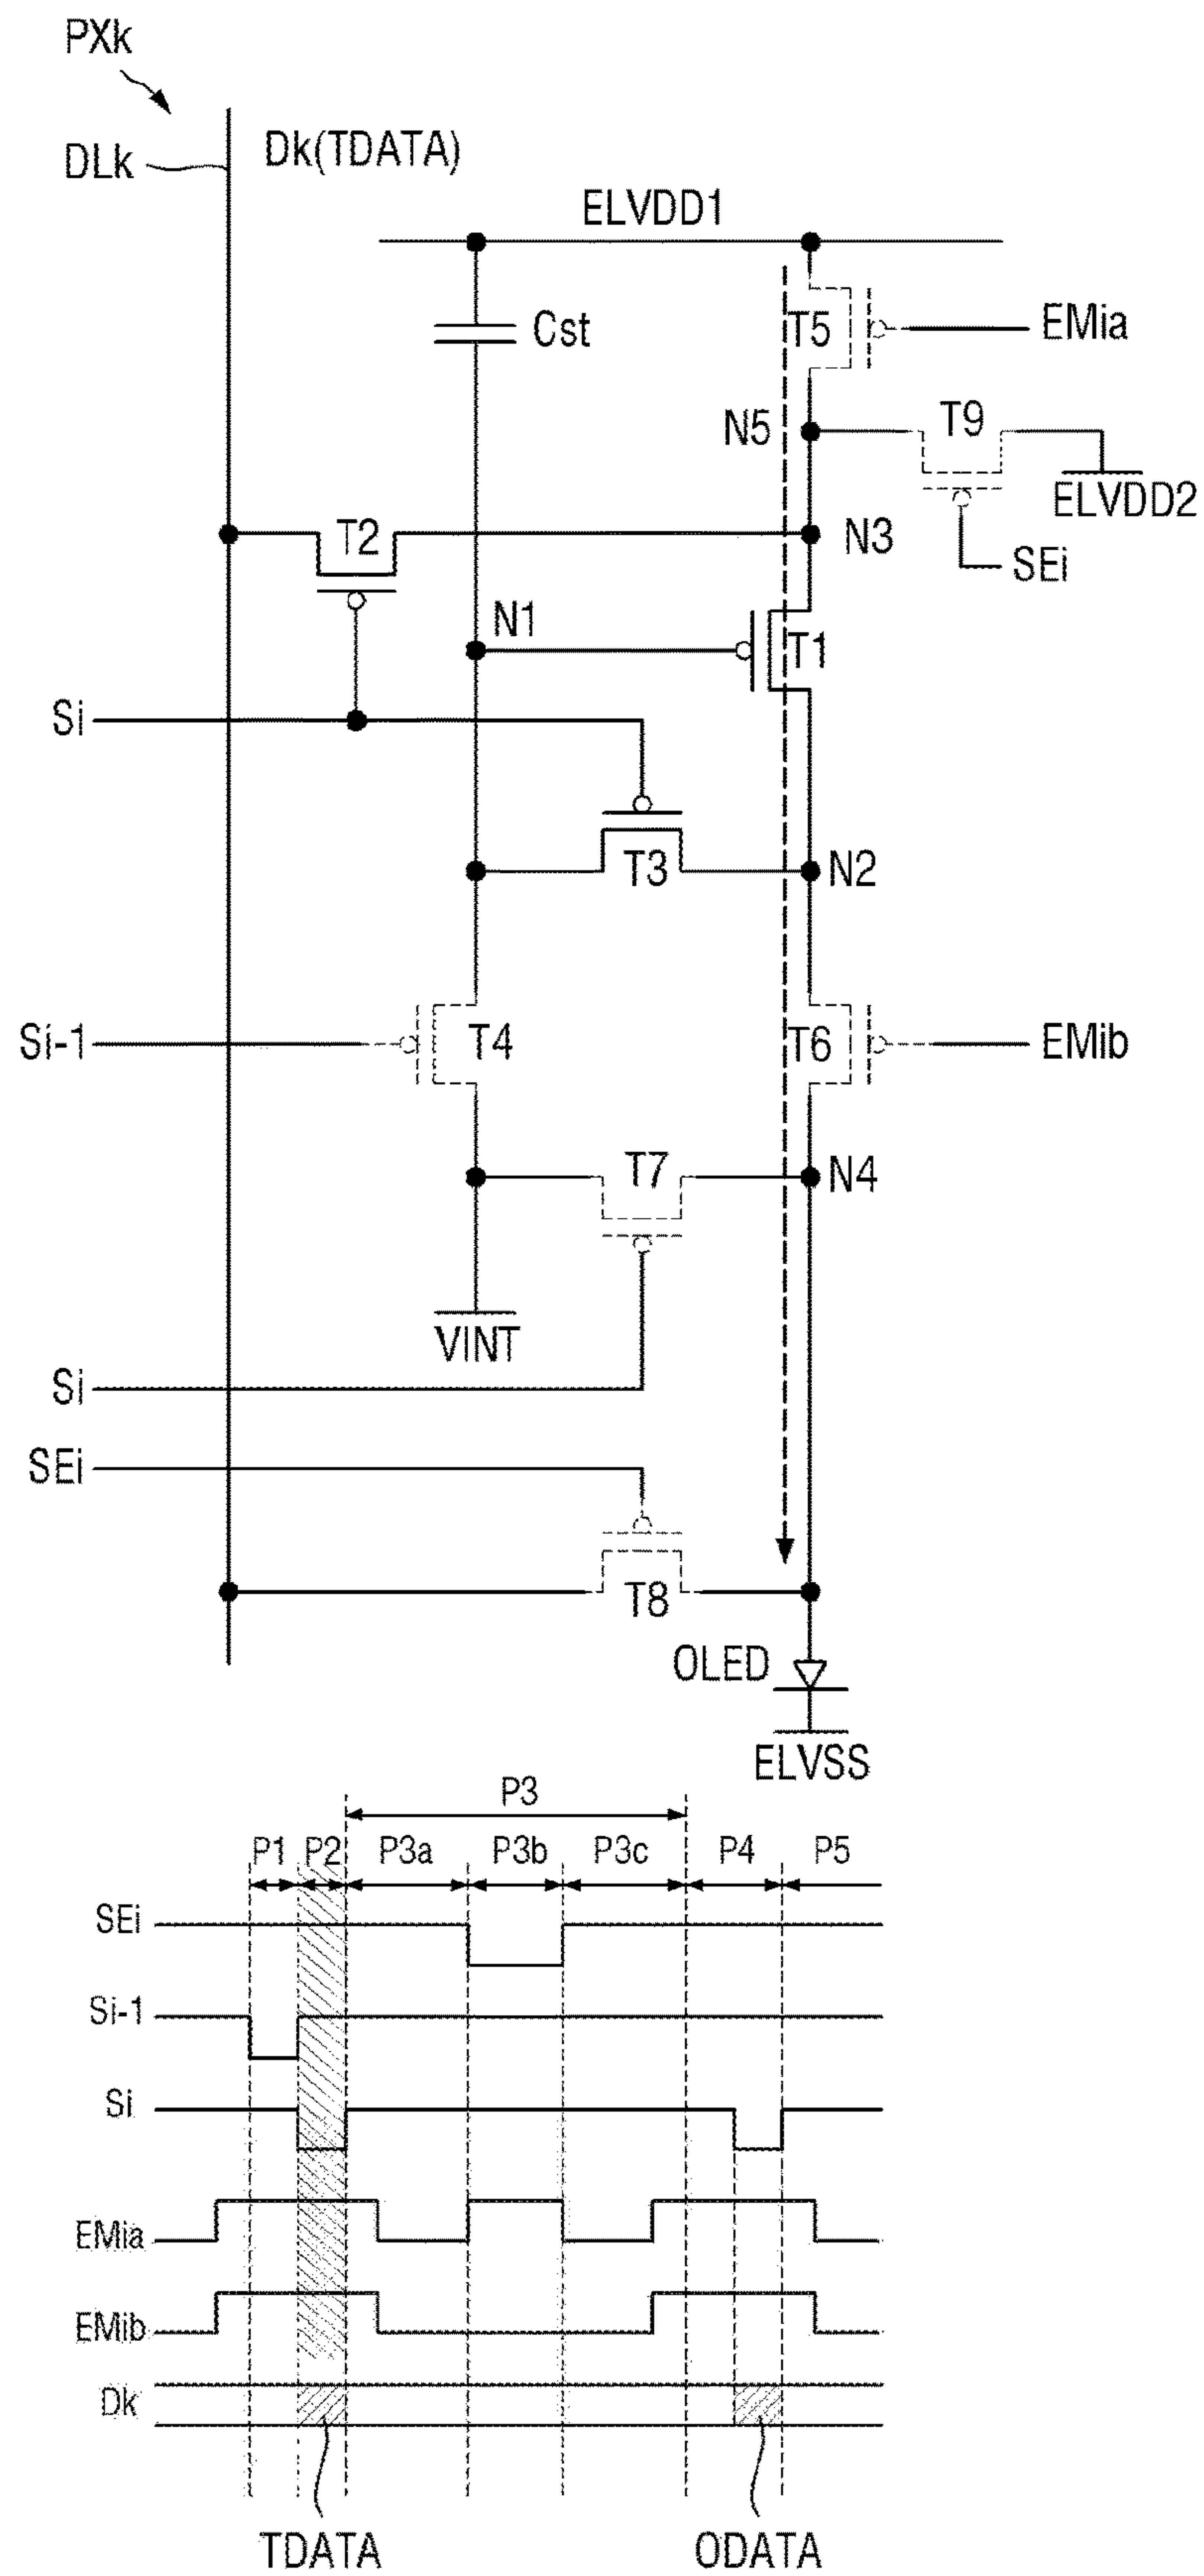 PXk
DLk
Dk(TDATA)
ELVDD1
Cst
T5
EMia
N5
T9
ELVDD2
T2
N3
SEi
N1
T1
Si
T3
N2
Si-1
T4
T6
EMib
T7
N4
VINT
Si
SEi
T8
OLED
ELVSS
P3
P1
P2
P3a
P3b
P3c
P4
P5
SEi
Si-1
Si
EMia
EMib
Dk
TDATA
ODATA